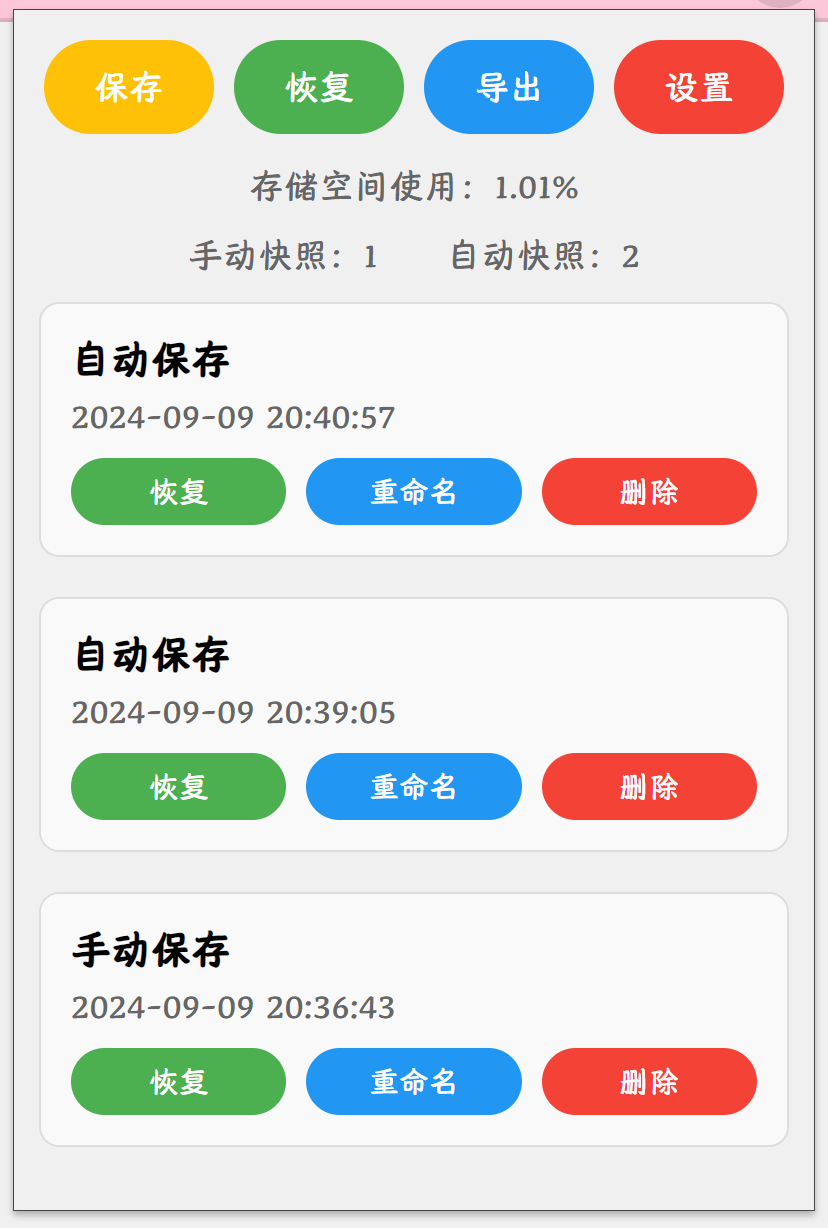 保存 恢复 导出 设置
存储空间使用：1.01%
手动快照：1 自动快照：2
自动保存
2024-09-09 20:40:57
恢复 重命名 删除
自动保存
2024-09-09 20:39:05
恢复 重命名 删除
手动保存
2024-09-09 20:36:43
恢复 重命名 删除